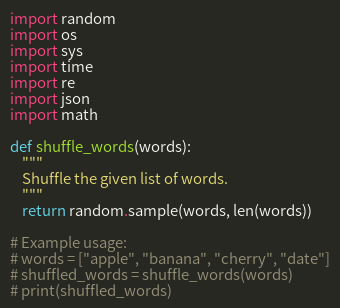 import random
import os
import sys
import time
import re
import json
import math
def shuffle_words(words):
"""
Shuffle the given list of words.
"""
return random.sample(words, len(words))
# Example usage:
# words = ["apple", "banana", "cherry", "date"]
# shuffled_words = shuffle_words(words)
# print(shuffled_words)